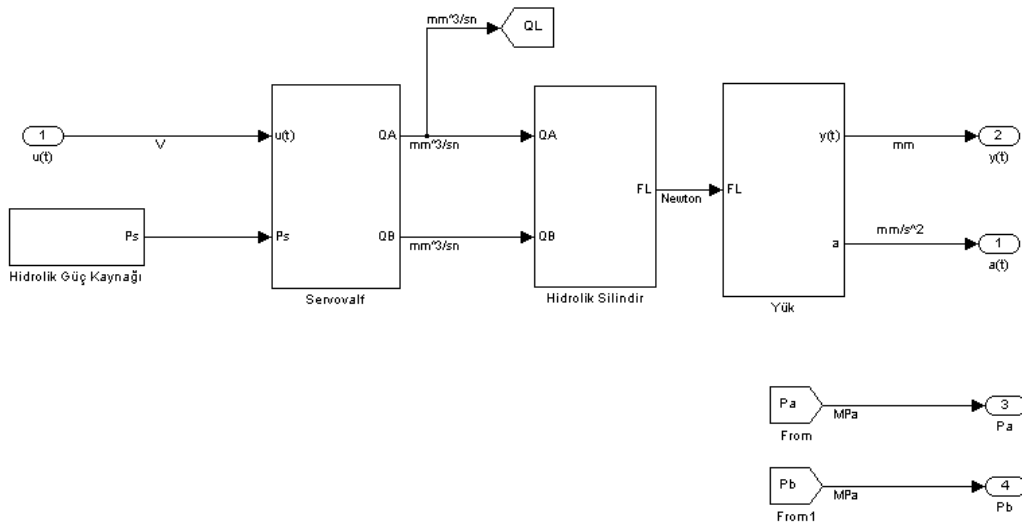 mm^3/sn
QL
1
u(t)
V
u(t)
QA
mm^3/sn
QA
Ps
Hidrolik Güç Kaynağı
Ps
QB
mm^3/sn
QB
Servovalf
FL
Newton
Hidrolik Silindir
FL
y(t)
mm
2
y(t)
a
mm/s^2
1
a(t)
Yük
Pa
MPa
From
3
Pa
Pb
MPa
From1
4
Pb